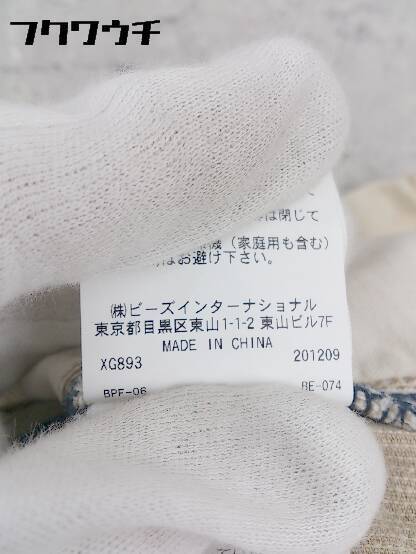 フクワウチ
は閉じて
機（家庭用も含む）
はお避け下さい。
㈱ビーズインターナショナル
東京都目黒区東山1-1-2 東山ビル7F
MADE IN CHINA
XG893 201209
BPF-06 BE-074